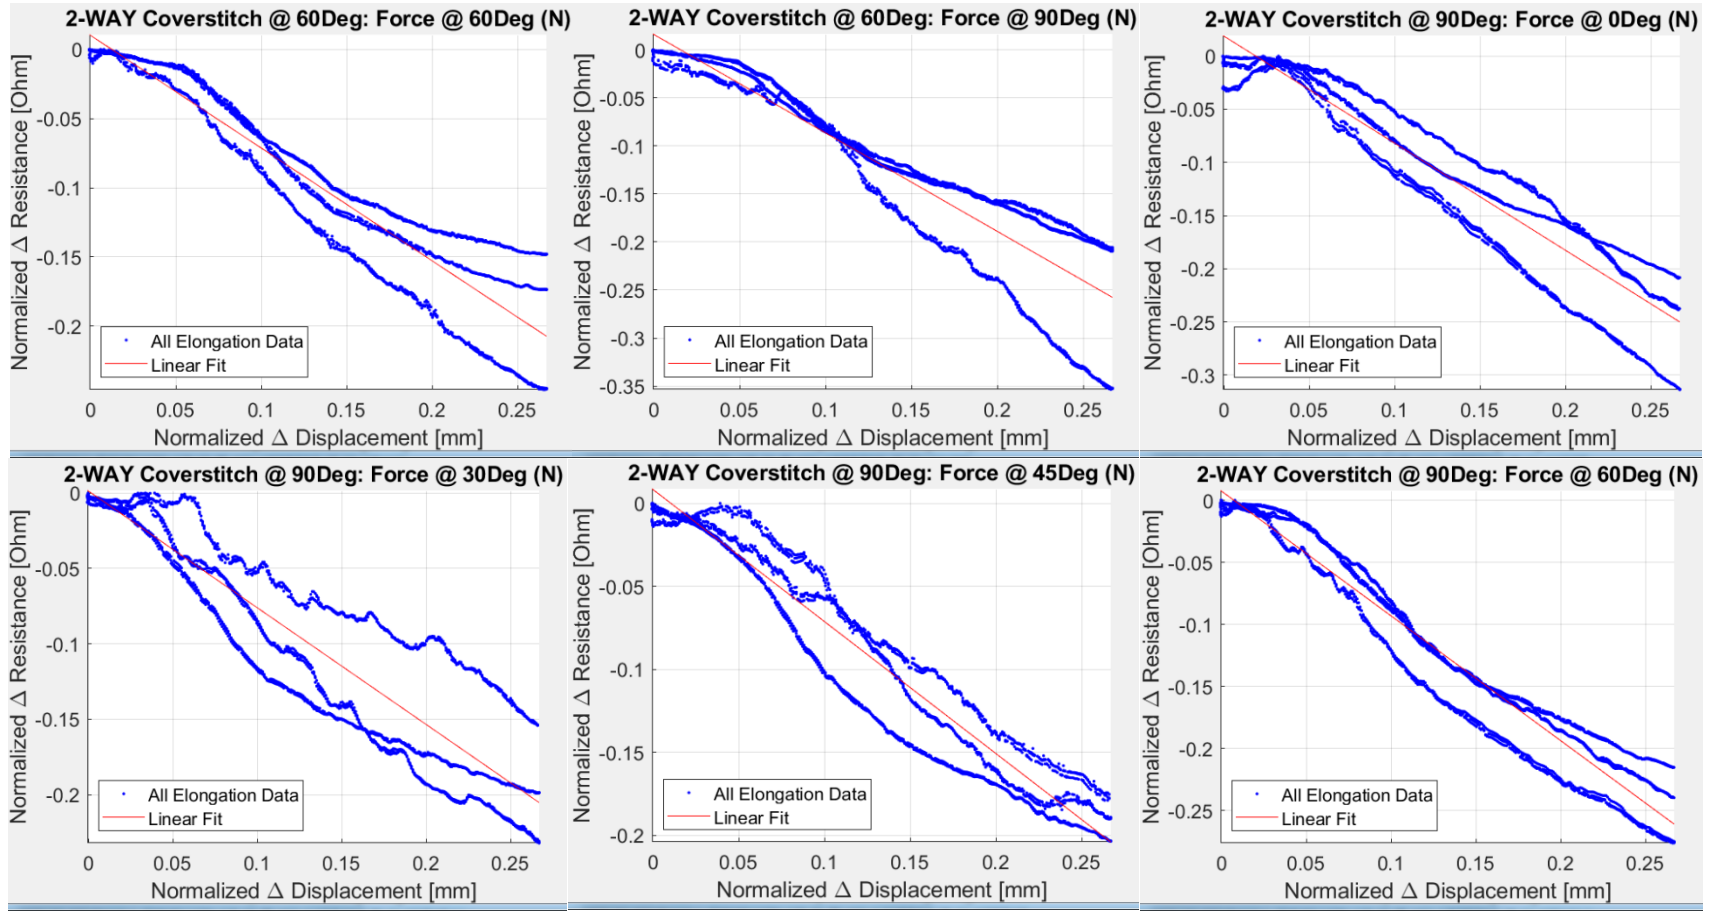 2-WAY Coverstitch @ 60Deg: Force @ 60Deg (N)
Normalized Δ Resistance [Ohm]
0
-0.05
-0.1
-0.15
-0.2
All Elongation Data
Linear Fit
0 0.05 0.1 0.15 0.2 0.25
Normalized Δ Displacement [mm]
2-WAY Coverstitch @ 60Deg: Force @ 90Deg (N)
Normalized Δ Resistance [Ohm]
0
-0.05
-0.1
-0.15
-0.2
-0.25
-0.3
-0.35
All Elongation Data
Linear Fit
0 0.05 0.1 0.15 0.2 0.25
Normalized Δ Displacement [mm]
2-WAY Coverstitch @ 90Deg: Force @ 0Deg (N)
Normalized Δ Resistance [Ohm]
0
-0.05
-0.1
-0.15
-0.2
-0.25
-0.3
All Elongation Data
Linear Fit
0 0.05 0.1 0.15 0.2 0.25
Normalized Δ Displacement [mm]
2-WAY Coverstitch @ 90Deg: Force @ 30Deg (N)
Normalized Δ Resistance [Ohm]
0
-0.05
-0.1
-0.15
-0.2
All Elongation Data
Linear Fit
0 0.05 0.1 0.15 0.2 0.25
Normalized Δ Displacement [mm]
2-WAY Coverstitch @ 90Deg: Force @ 45Deg (N)
Normalized Δ Resistance [Ohm]
0
-0.05
-0.1
-0.15
-0.2
All Elongation Data
Linear Fit
0 0.05 0.1 0.15 0.2 0.25
Normalized Δ Displacement [mm]
2-WAY Coverstitch @ 90Deg: Force @ 60Deg (N)
Normalized Δ Resistance [Ohm]
0
-0.05
-0.1
-0.15
-0.2
-0.25
All Elongation Data
Linear Fit
0 0.05 0.1 0.15 0.2 0.25
Normalized Δ Displacement [mm]